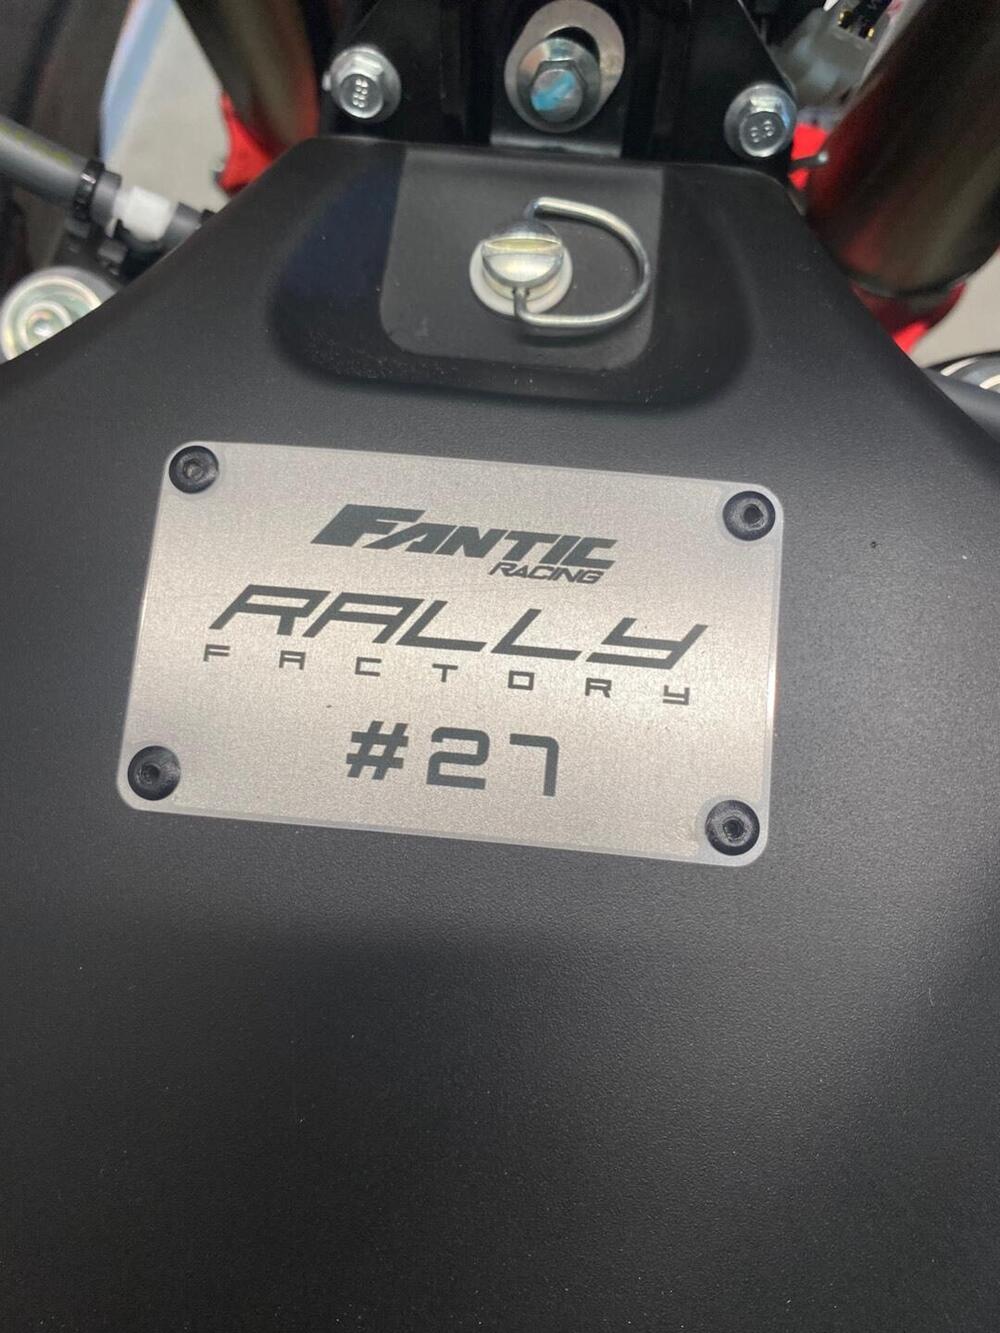 FANTIC
RACING
RALLY
FACTORY
#27